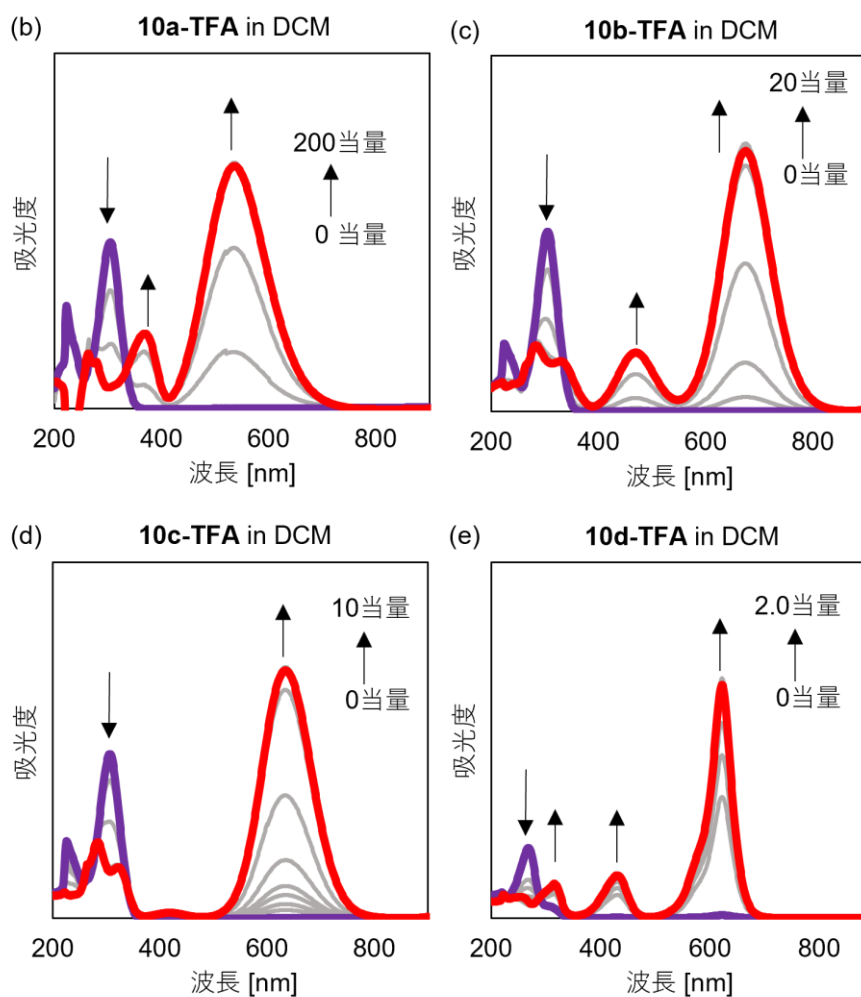 (b) 10a-TFA in DCM
200当量
0 当量
吸光度
200 400 600 800
波長 [nm]
(c) 10b-TFA in DCM
20当量
0当量
吸光度
200 400 600 800
波長 [nm]
(d) 10c-TFA in DCM
10当量
0当量
吸光度
200 400 600 800
波長 [nm]
(e) 10d-TFA in DCM
2.0当量
0当量
吸光度
200 400 600 800
波長 [nm]